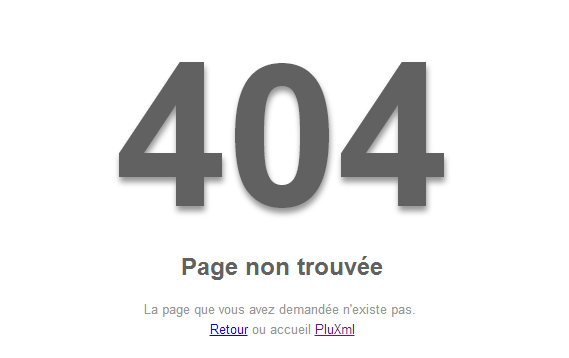 404
Page non trouvée
La page que vous avez demandée n'existe pas.
Retour ou accueil PluXml